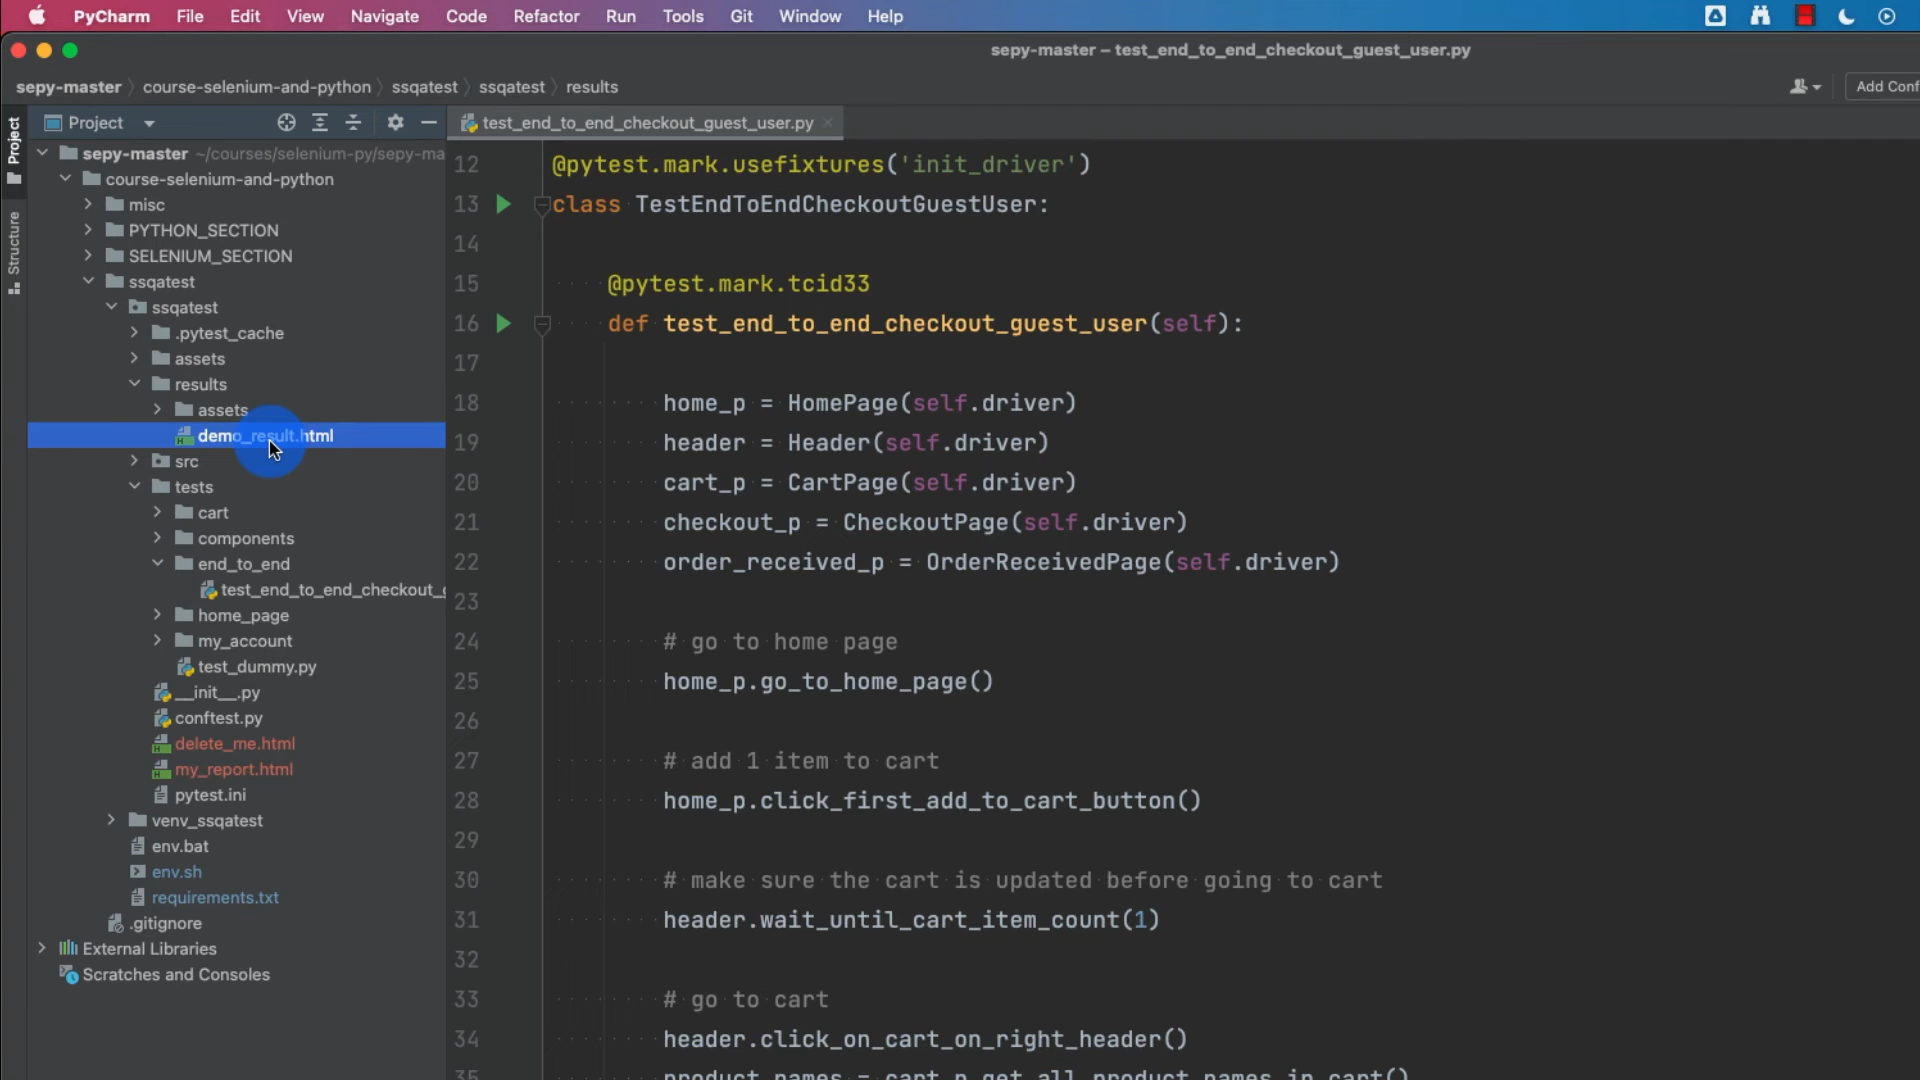 PyCharm File Edit View Navigate Code Refactor Run Tools Git Window Help
sepy-master – test_end_to_end_checkout_guest_user.py
sepy-master course-selenium-and-python ssqatest ssqatest results
Add Conf
Project
Structure
Project
sepy-master ~/courses/selenium-py/sepy-ma
course-selenium-and-python
misc
PYTHON_SECTION
SELENIUM_SECTION
ssqatest
ssqatest
.pytest_cache
assets
results
assets
demo_result.html
src
tests
cart
components
end_to_end
test_end_to_end_checkout_g
home_page
my_account
test_dummy.py
__init__.py
conftest.py
delete_me.html
my_report.html
pytest.ini
venv_ssqatest
env.bat
env.sh
requirements.txt
.gitignore
External Libraries
Scratches and Consoles
test_end_to_end_checkout_guest_user.py
12 @pytest.mark.usefixtures('init_driver')
13 class TestEndToEndCheckoutGuestUser:
14
15 @pytest.mark.tcid33
16 def test_end_to_end_checkout_guest_user(self):
17
18 home_p = HomePage(self.driver)
19 header = Header(self.driver)
20 cart_p = CartPage(self.driver)
21 checkout_p = CheckoutPage(self.driver)
22 order_received_p = OrderReceivedPage(self.driver)
23
24 # go to home page
25 home_p.go_to_home_page()
26
27 # add 1 item to cart
28 home_p.click_first_add_to_cart_button()
29
30 # make sure the cart is updated before going to cart
31 header.wait_until_cart_item_count(1)
32
33 # go to cart
34 header.click_on_cart_on_right_header()
35 product_names = cart_p.get_all_product_names_in_cart()